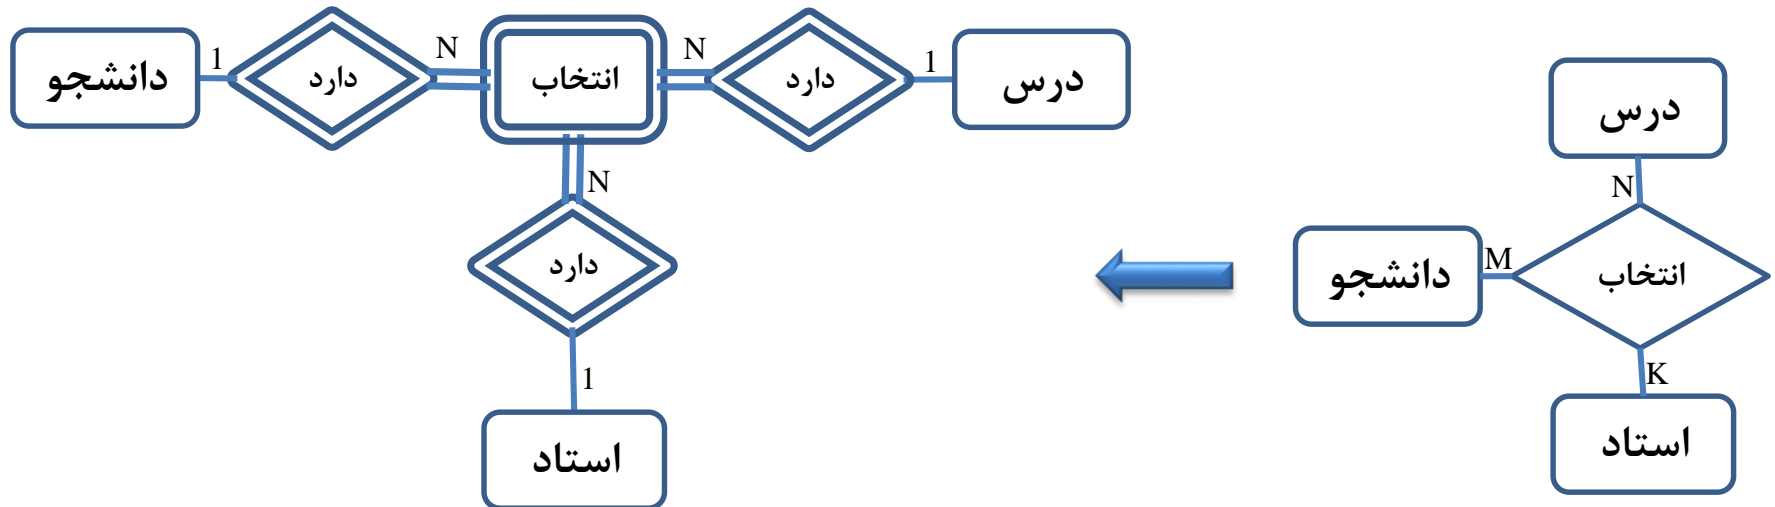 درس
N
دانشجو
M
انتخاب
K
استاد
دانشجو
1
دارد
N
انتخاب
N
دارد
1
درس
N
دارد
1
استاد